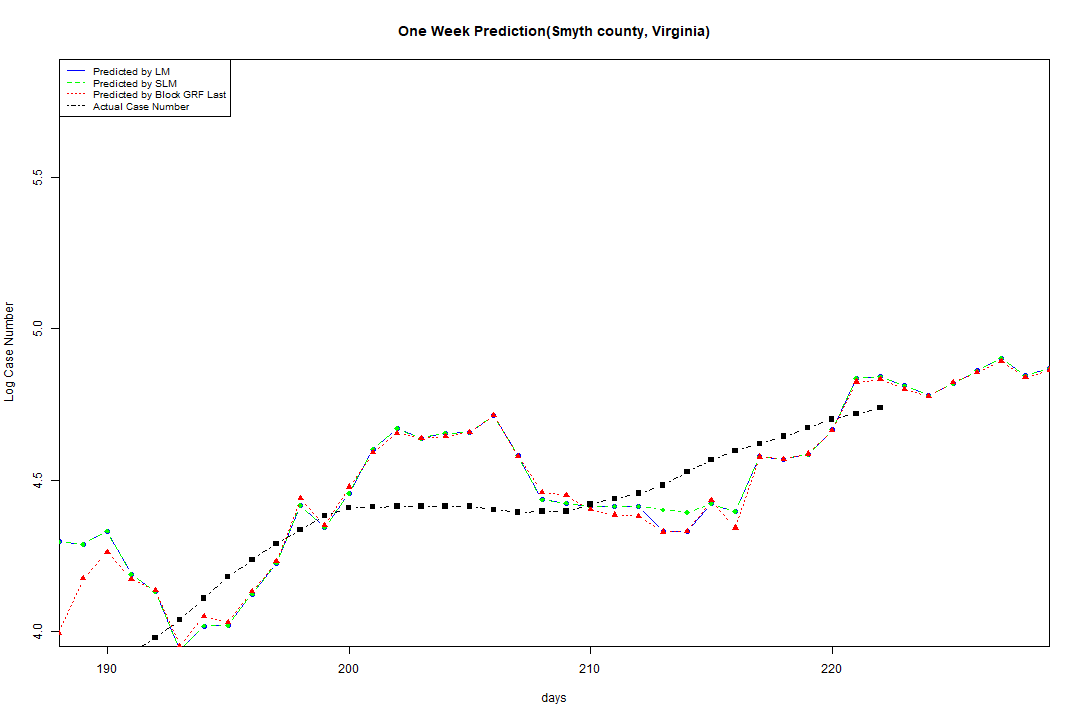 One Week Prediction(Smyth county, Virginia)
Predicted by LM
Predicted by SLM
Predicted by Block GRF Last
Actual Case Number
5.5
5.0
4.5
4.0
Log Case Number
190
200
210
220
days